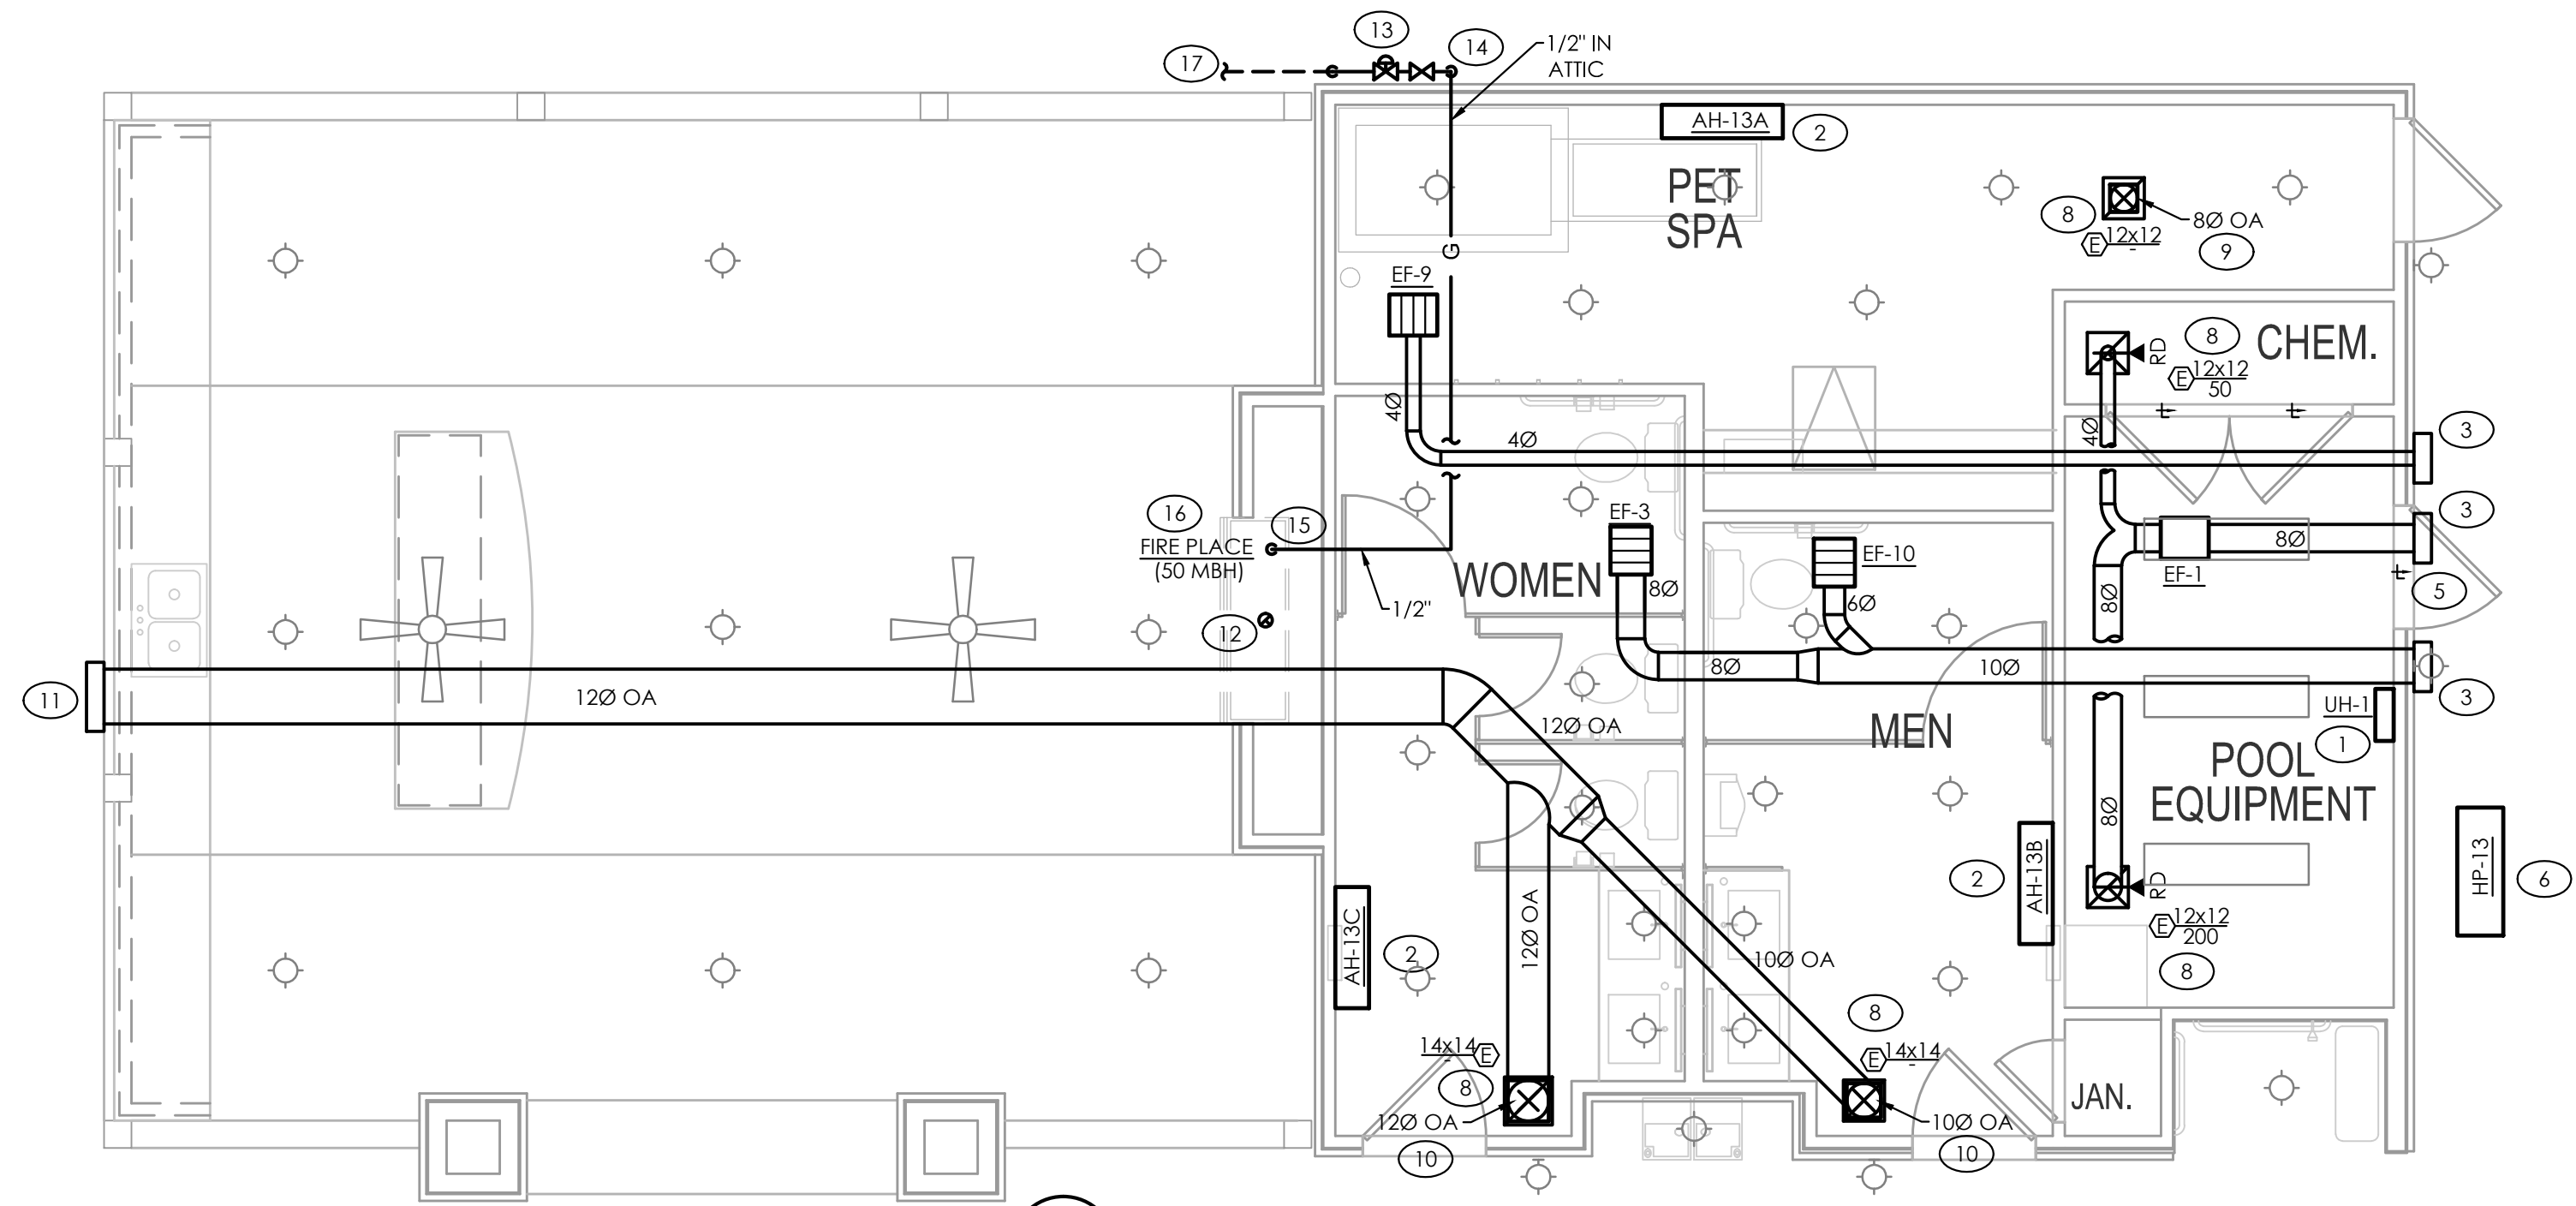 13
17
14
1/2" IN
ATTIC
AH-13A
2
PET
SPA
8
8Ø OA
E
12x12
-
9
G
EF-9
4Ø
4Ø
8
CHEM.
RD
E
12x12
50
4Ø
3
3
16
15
FIRE PLACE
(50 MBH)
1/2"
12
EF-3
WOMEN
8Ø
EF-10
6Ø
8Ø
EF-1
8Ø
5
8Ø
10Ø
3
11
12Ø OA
12Ø OA
MEN
UH-1
1
POOL
EQUIPMENT
8Ø
HP-13
6
2
AH-13B
RD
E
12x12
200
8
AH-13C
2
12Ø OA
10Ø OA
8
14x14
-
E
8
E
14x14
-
JAN.
12Ø OA
10Ø OA
10
10